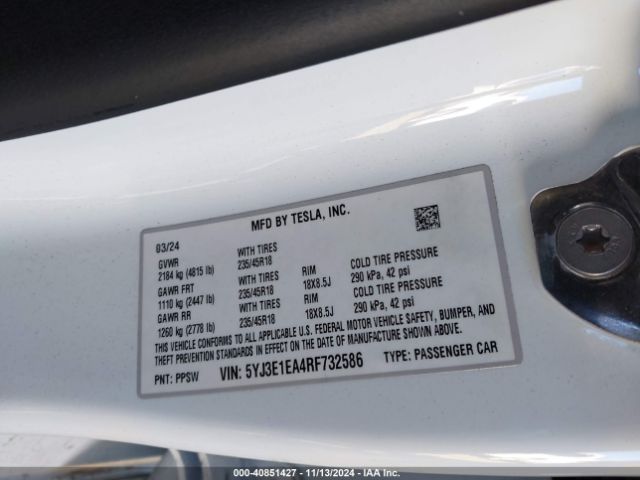 MFD BY TESLA, INC.
03/24
GVWR WITH TIRES
2184 kg (4815 lb) 235/45R18
GAWR FRT WITH TIRES RIM COLD TIRE PRESSURE
1110 kg (2447 lb) 235/45R18 18X8.5J 290 kPa, 42 psi
GAWR RR WITH TIRES RIM COLD TIRE PRESSURE
1260 kg (2778 lb) 235/45R18 18X8.5J 290 kPa, 42 psi
THIS VEHICLE CONFORMS TO ALL APPLICABLE U.S. FEDERAL MOTOR VEHICLE SAFETY, BUMPER, AND
THEFT PREVENTION STANDARDS IN EFFECT ON THE DATE OF MANUFACTURE SHOWN ABOVE.
PNT: PPSW VIN: 5YJ3E1EA4RF732586 TYPE: PASSENGER CAR
000-40851427 - 11/13/2024 - IAA.